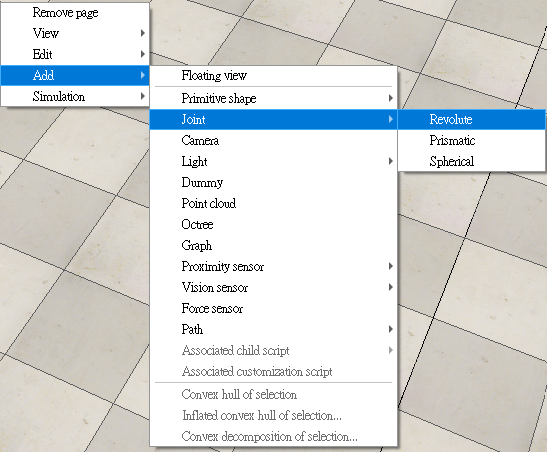 Remove page
View
Edit
Add
Simulation
Floating view
Primitive shape
Joint
Camera
Light
Dummy
Point cloud
Octree
Graph
Proximity sensor
Vision sensor
Force sensor
Path
Associated child script
Associated customization script
Convex hull of selection
Inflated convex hull of selection...
Convex decomposition of selection...
Revolute
Prismatic
Spherical